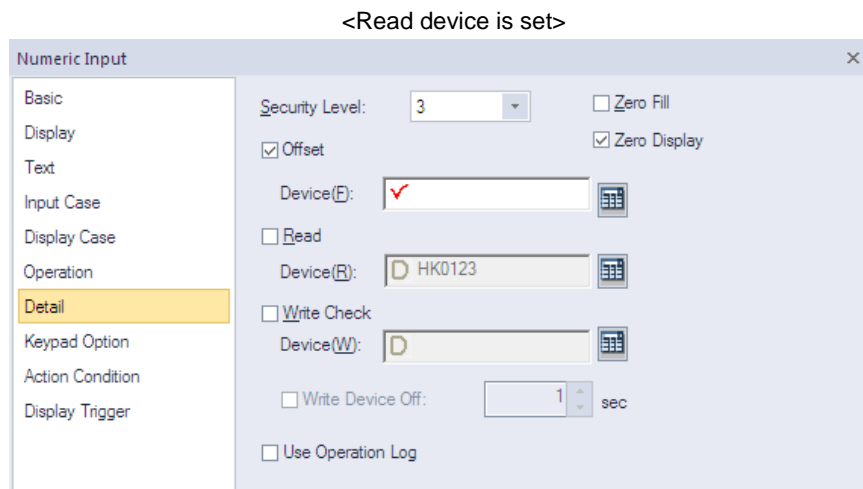 <Read device is set>
Numeric Input
Basic
Display
Text
Input Case
Display Case
Operation
Detail
Keypad Option
Action Condition
Display Trigger
Security Level: 3
Zero Fill
Offset
Zero Display
Device(F):
Read
Device(R): D HK0123
Write Check
Device(W): D
Write Device Off: 1 sec
Use Operation Log